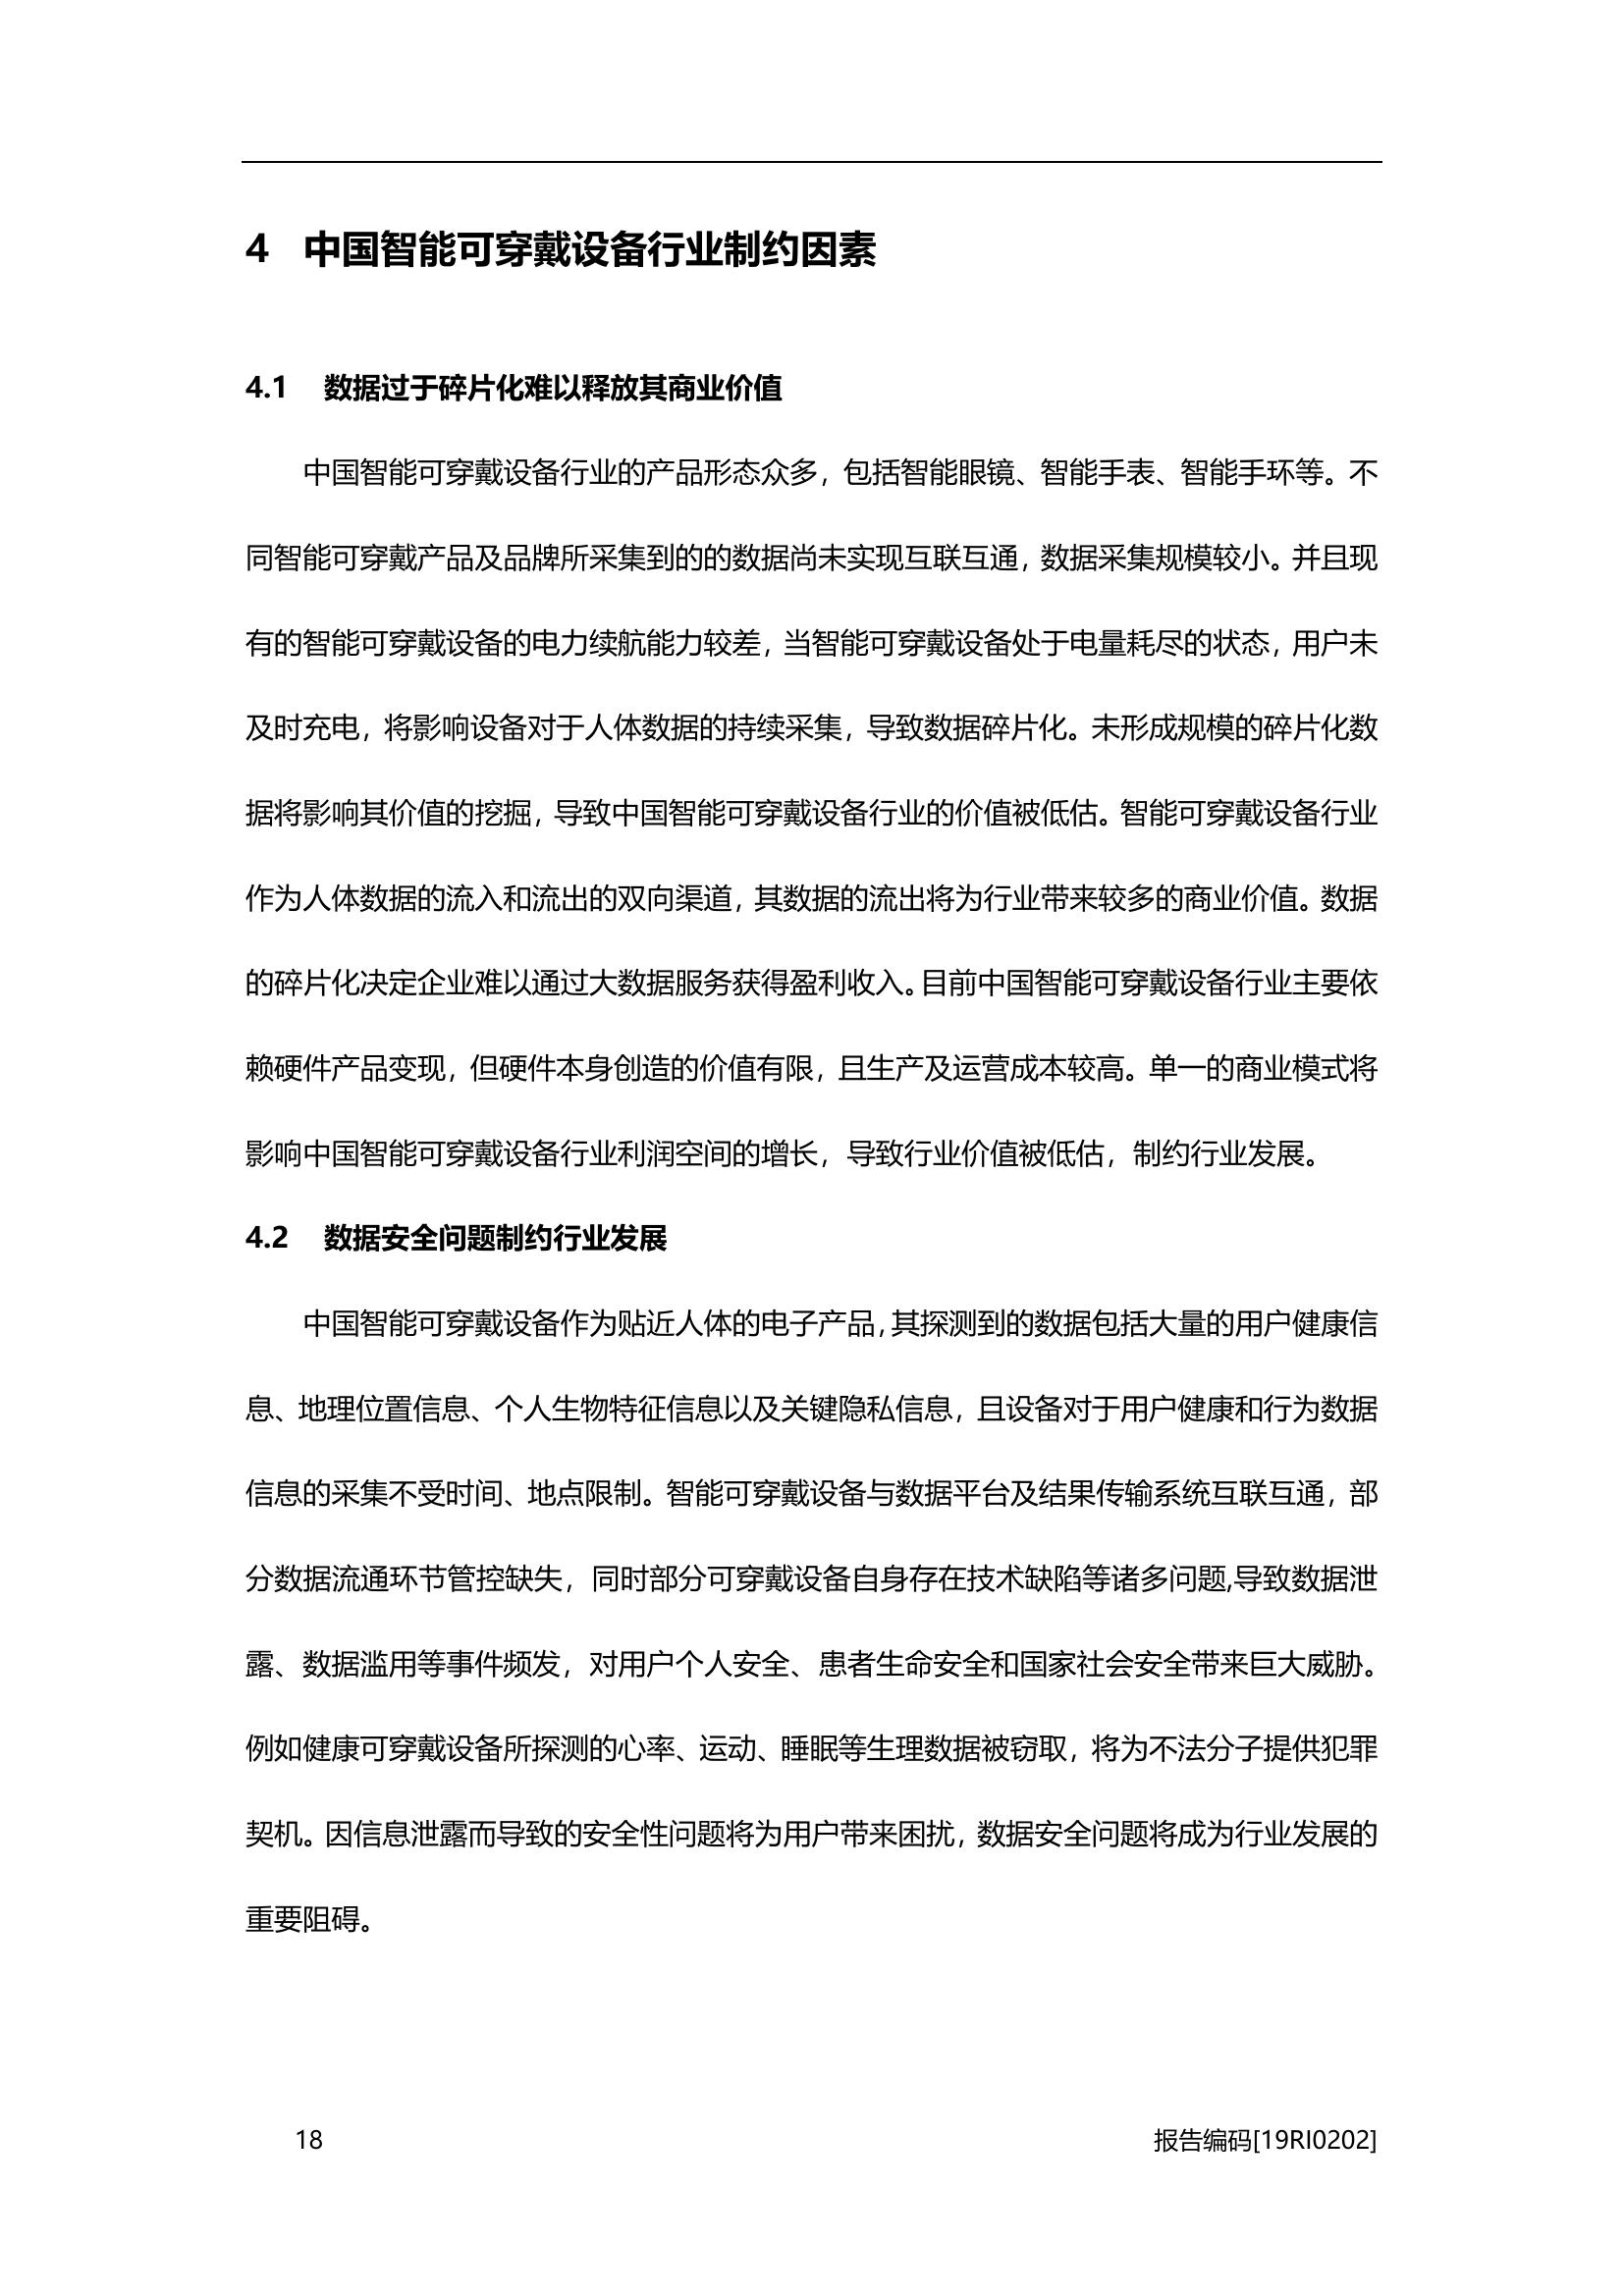 4 中国智能可穿戴设备行业制约因素
4.1 数据过于碎片化难以释放其商业价值
中国智能可穿戴设备行业的产品形态众多，包括智能眼镜、智能手表、智能手环等。不
同智能可穿戴产品及品牌所采集到的的数据尚未实现互联互通，数据采集规模较小。并且现
有的智能可穿戴设备的电力续航能力较差，当智能可穿戴设备处于电量耗尽的状态，用户未
及时充电，将影响设备对于人体数据的持续采集，导致数据碎片化。未形成规模的碎片化数
据将影响其价值的挖掘，导致中国智能可穿戴设备行业的价值被低估。智能可穿戴设备行业
作为人体数据的流入和流出的双向渠道，其数据的流出将为行业带来较多的商业价值。数据
的碎片化决定企业难以通过大数据服务获得盈利收入。目前中国智能可穿戴设备行业主要依
赖硬件产品变现，但硬件本身创造的价值有限，且生产及运营成本较高。单一的商业模式将
影响中国智能可穿戴设备行业利润空间的增长，导致行业价值被低估，制约行业发展。
4.2 数据安全问题制约行业发展
中国智能可穿戴设备作为贴近人体的电子产品，其探测到的数据包括大量的用户健康信
息、地理位置信息、个人生物特征信息以及关键隐私信息，且设备对于用户健康和行为数据
信息的采集不受时间、地点限制。智能可穿戴设备与数据平台及结果传输系统互联互通，部
分数据流通环节管控缺失，同时部分可穿戴设备自身存在技术缺陷等诸多问题,导致数据泄
露、数据滥用等事件频发，对用户个人安全、患者生命安全和国家社会安全带来巨大威胁。
例如健康可穿戴设备所探测的心率、运动、睡眠等生理数据被窃取，将为不法分子提供犯罪
契机。因信息泄露而导致的安全性问题将为用户带来困扰，数据安全问题将成为行业发展的
重要阻碍。
18 报告编码[19RI0202]